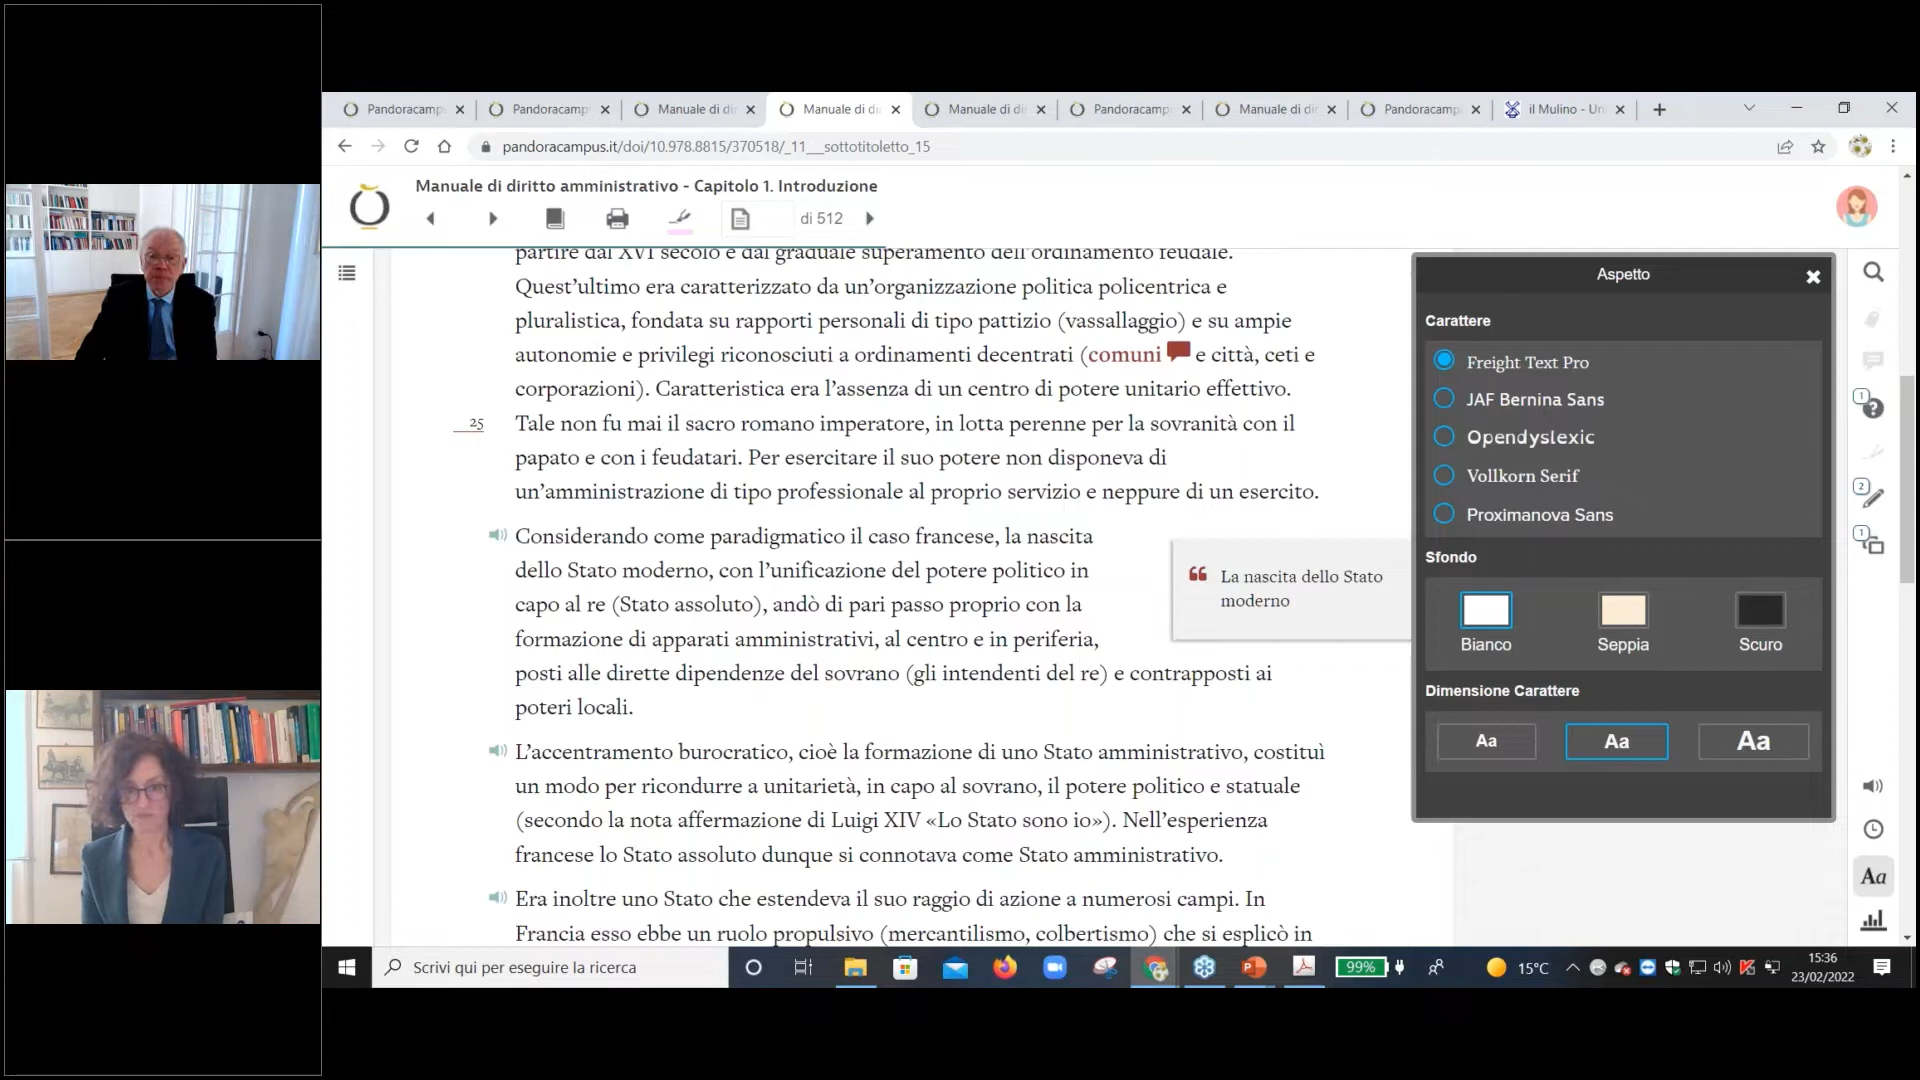 Pandoracamp
Pandoracamp
Manuale di di
Manuale di di
Manuale di di
Pandoracamp
Manuale di di
Pandoracamp
il Mulino - Un
pandoracampus.it/doi/10.978.8815/370518/_11___sottotitoletto_15
Manuale di diritto amministrativo - Capitolo 1. Introduzione
di 512
partire dal XVI secolo e dal graduale superamento dell'ordinamento feudale.
Quest'ultimo era caratterizzato da un'organizzazione politica policentrica e
pluralistica, fondata su rapporti personali di tipo pattizio (vassallaggio) e su ampie
autonomie e privilegi riconosciuti a ordinamenti decentrati (comuni e città, ceti e
corporazioni). Caratteristica era l'assenza di un centro di potere unitario effettivo.
25 Tale non fu mai il sacro romano imperatore, in lotta perenne per la sovranità con il
papato e con i feudatari. Per esercitare il suo potere non disponeva di
un'amministrazione di tipo professionale al proprio servizio e neppure di un esercito.
Considerando come paradigmatico il caso francese, la nascita
dello Stato moderno, con l'unificazione del potere politico in
capo al re (Stato assoluto), andò di pari passo proprio con la
formazione di apparati amministrativi, al centro e in periferia,
posti alle dirette dipendenze del sovrano (gli intendenti del re) e contrapposti ai
poteri locali.
“ La nascita dello Stato
moderno
L'accentramento burocratico, cioè la formazione di uno Stato amministrativo, costituì
un modo per ricondurre a unitarietà, in capo al sovrano, il potere politico e statuale
(secondo la nota affermazione di Luigi XIV «Lo Stato sono io»). Nell'esperienza
francese lo Stato assoluto dunque si connotava come Stato amministrativo.
Era inoltre uno Stato che estendeva il suo raggio di azione a numerosi campi. In
Francia esso ebbe un ruolo propulsivo (mercantilismo, colbertismo) che si esplicò in
Aspetto
Carattere
Freight Text Pro
JAF Bernina Sans
Opendyslexic
Vollkorn Serif
Proximanova Sans
Sfondo
Bianco
Seppia
Scuro
Dimensione Carattere
Aa
Aa
Aa
1
?
2
1
Aa
Scrivi qui per eseguire la ricerca
99%
15°C
15:36
23/02/2022